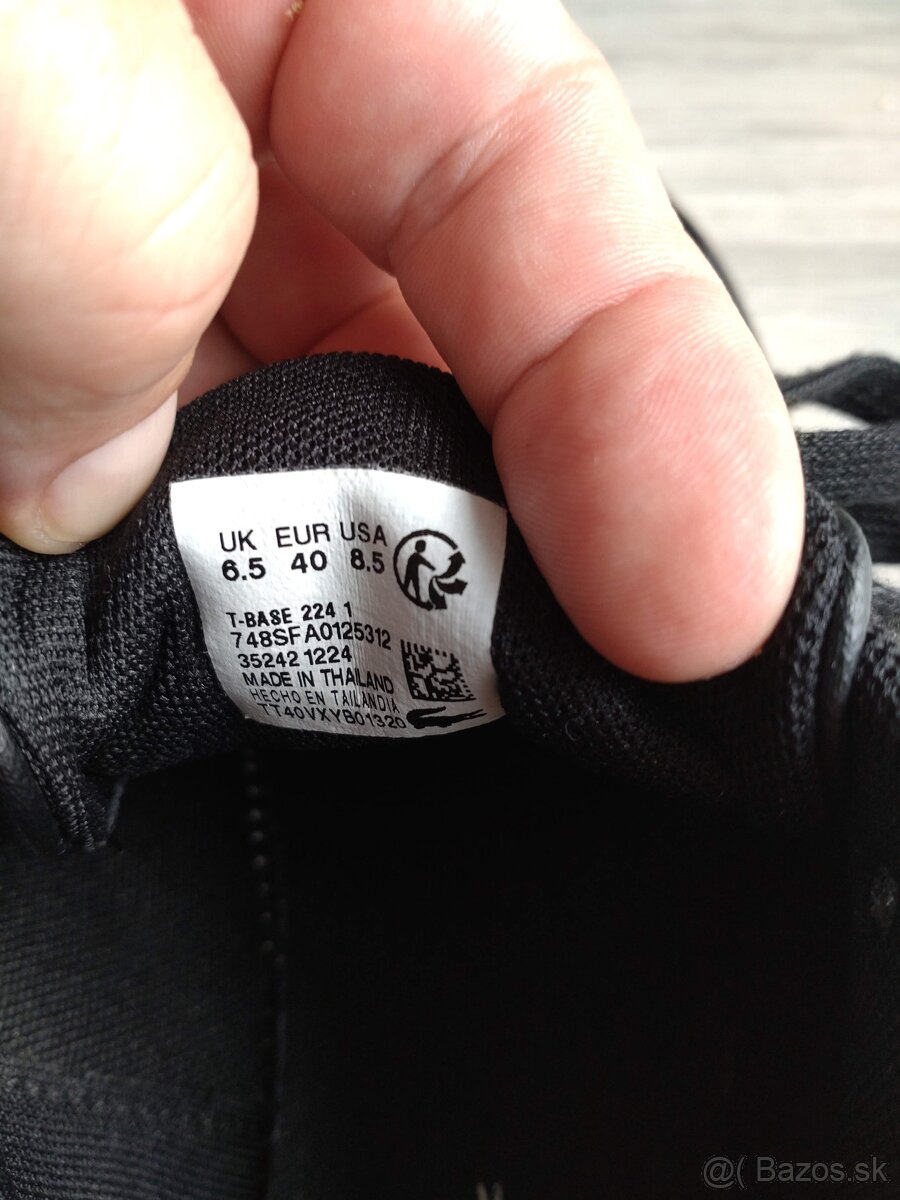 UK EUR USA
6.5 40 8.5
T-BASE 224 1
748SFA0125312
35242 1224
MADE IN THAILAND
HECHO EN TAILANDIA
TT40VXYB01320
@( Bazos.sk